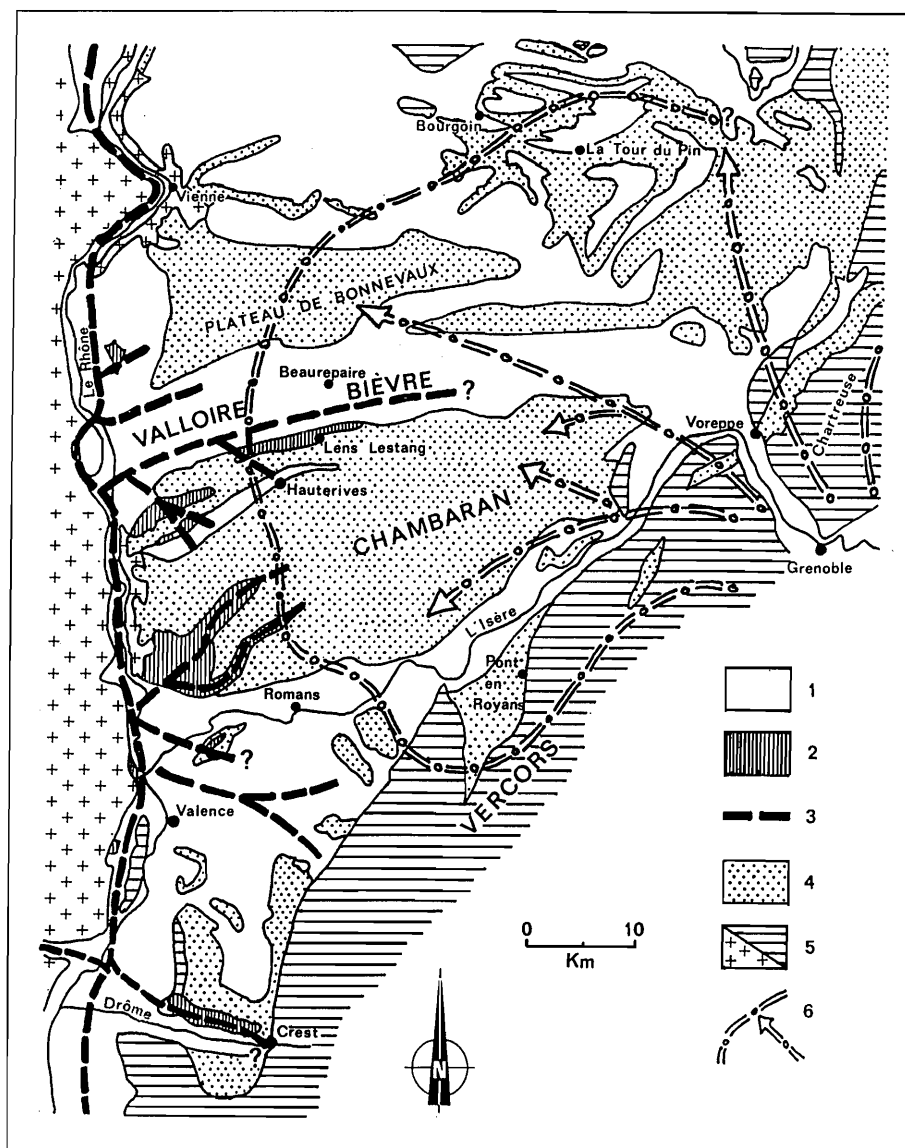 Bourgoin
?
La Tour du Pin
Vienne
PLATEAU DE BONNEVAUX
Le Rhône
Beaurepaire
BIÈVRE
?
VALLOIRE
Lens Lestang
Voreppe
Chartreuse
Hauterives
CHAMBARAN
Grenoble
L'Isère
Pont
en
Royans
Romans
?
VERCORS
Valence
1
2
3
4
5
6
0 10
Km
Drôme
Crest
?
N